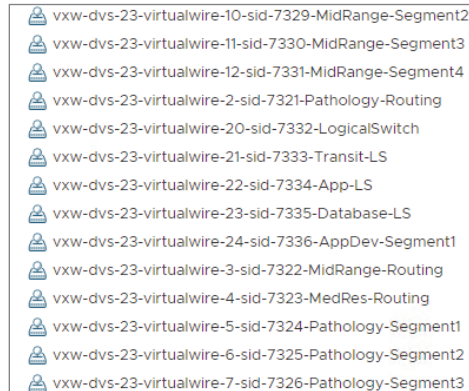 vxw-dvs-23-virtualwire-10-sid-7329-MidRange-Segment2
vxw-dvs-23-virtualwire-11-sid-7330-MidRange-Segment3
vxw-dvs-23-virtualwire-12-sid-7331-MidRange-Segment4
vxw-dvs-23-virtualwire-2-sid-7321-Pathology-Routing
vxw-dvs-23-virtualwire-20-sid-7332-LogicalSwitch
vxw-dvs-23-virtualwire-21-sid-7333-Transit-LS
vxw-dvs-23-virtualwire-22-sid-7334-App-LS
vxw-dvs-23-virtualwire-23-sid-7335-Database-LS
vxw-dvs-23-virtualwire-24-sid-7336-AppDev-Segment1
vxw-dvs-23-virtualwire-3-sid-7322-MidRange-Routing
vxw-dvs-23-virtualwire-4-sid-7323-MedRes-Routing
vxw-dvs-23-virtualwire-5-sid-7324-Pathology-Segment1
vxw-dvs-23-virtualwire-6-sid-7325-Pathology-Segment2
vxw-dvs-23-virtualwire-7-sid-7326-Pathology-Segment3